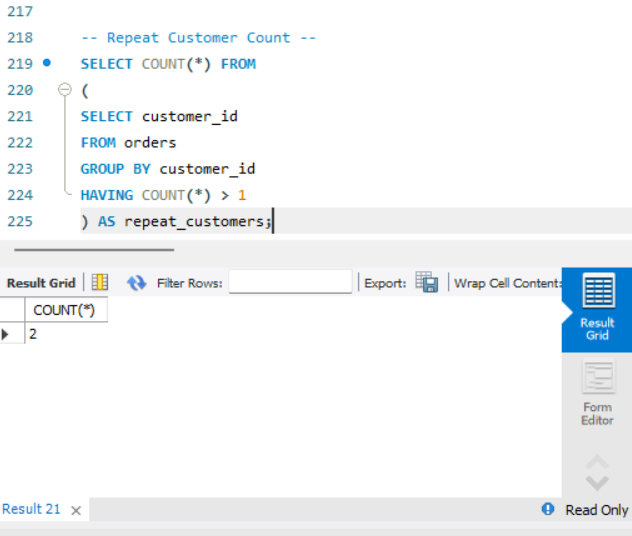 217
218 -- Repeat Customer Count --
219 SELECT COUNT(*) FROM
220 (
221 SELECT customer_id
222 FROM orders
223 GROUP BY customer_id
224 HAVING COUNT(*) > 1
225 ) AS repeat_customers;
Result Grid Filter Rows: Export: Wrap Cell Content:
COUNT(*)
2
Result
Grid
Form
Editor
Result 21 x Read Only